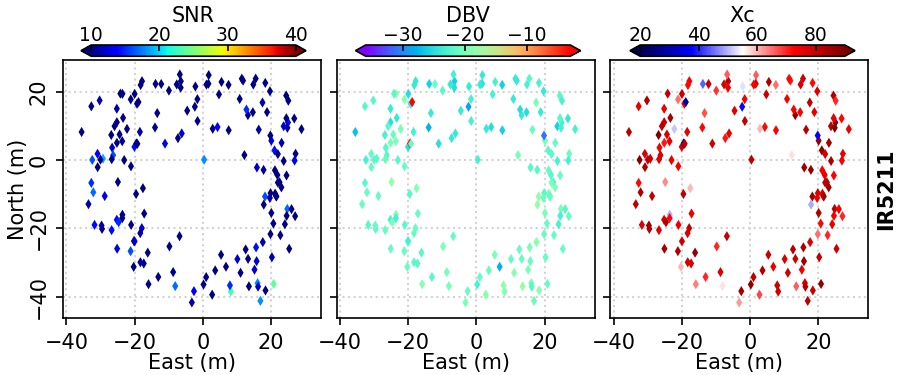 SNR DBV Xc
10 20 30 40 −30 −20 −10 20 40 60 80
20
0
−20
−40
North (m)
IR5211
−40 −20 0 20 −40 −20 0 20 −40 −20 0 20
East (m) East (m) East (m)